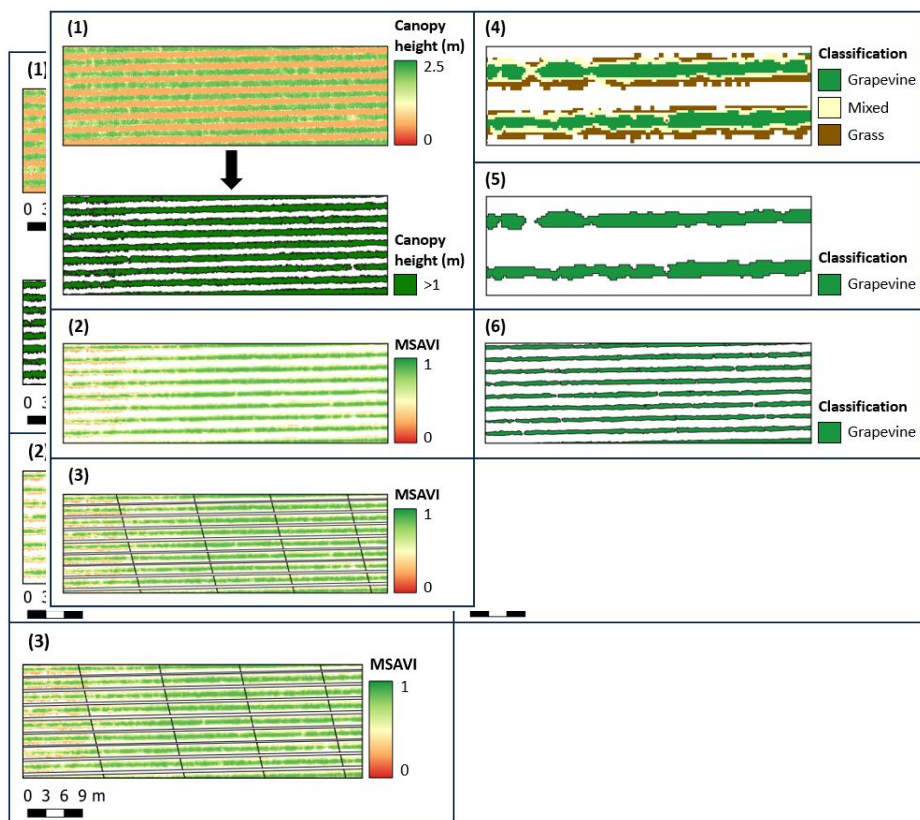 (1)
Canopy
height (m)
2.5
0
Canopy
height (m)
>1
(2)
MSAVI
1
0
(3)
MSAVI
1
0
(4)
Classification
Grapevine
Mixed
Grass
(5)
Classification
Grapevine
(6)
Classification
Grapevine
(1)
0 3
0 3
(2)
0 3
(3)
MSAVI
1
0
0 3 6 9 m